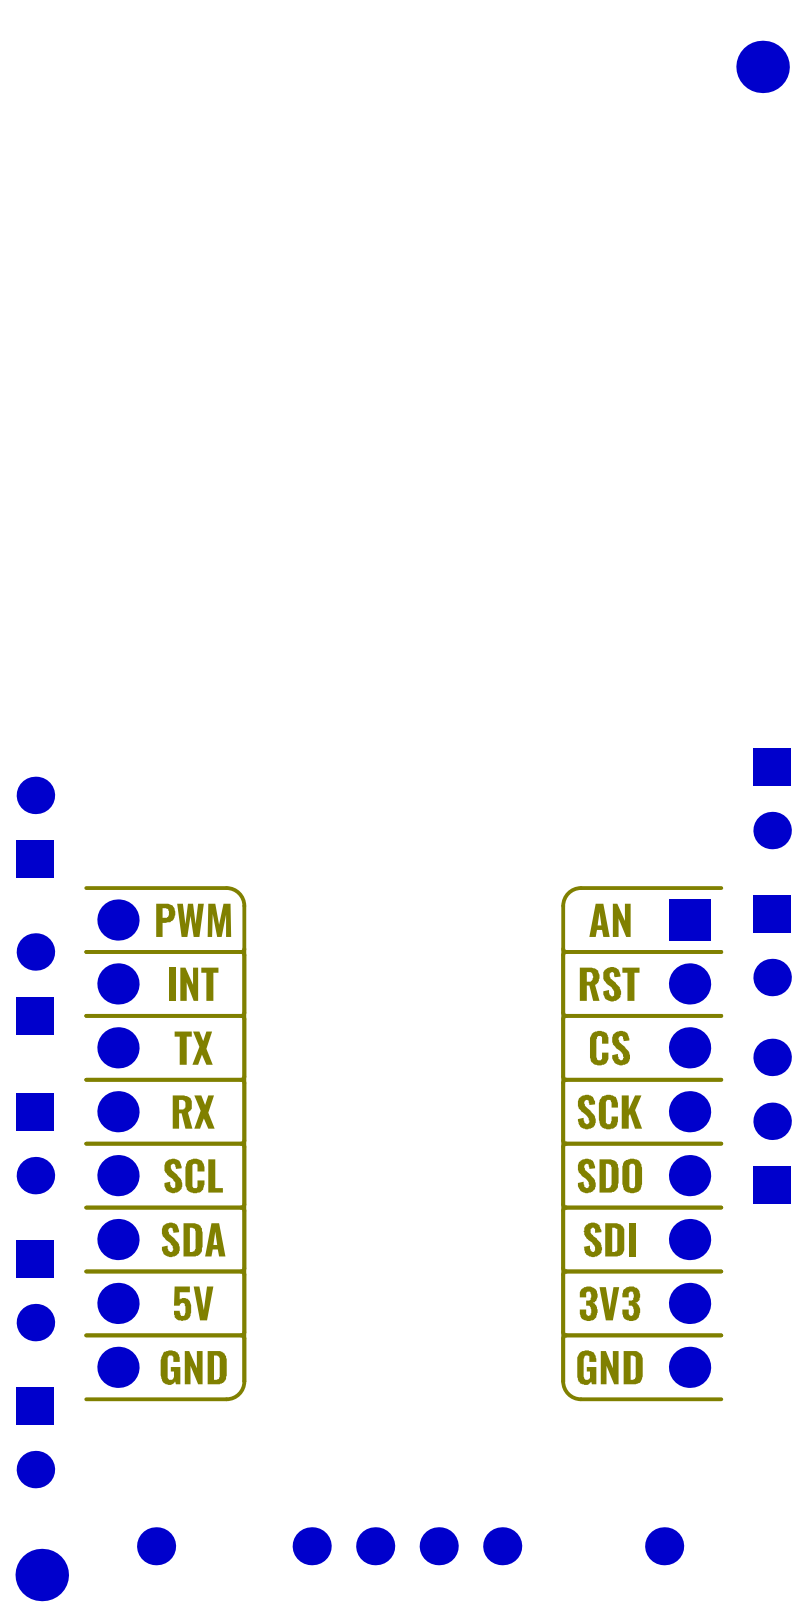 PWM AN
INT RST
TX CS
RX SCK
SCL SDO
SDA SDI
5V 3V3
GND GND